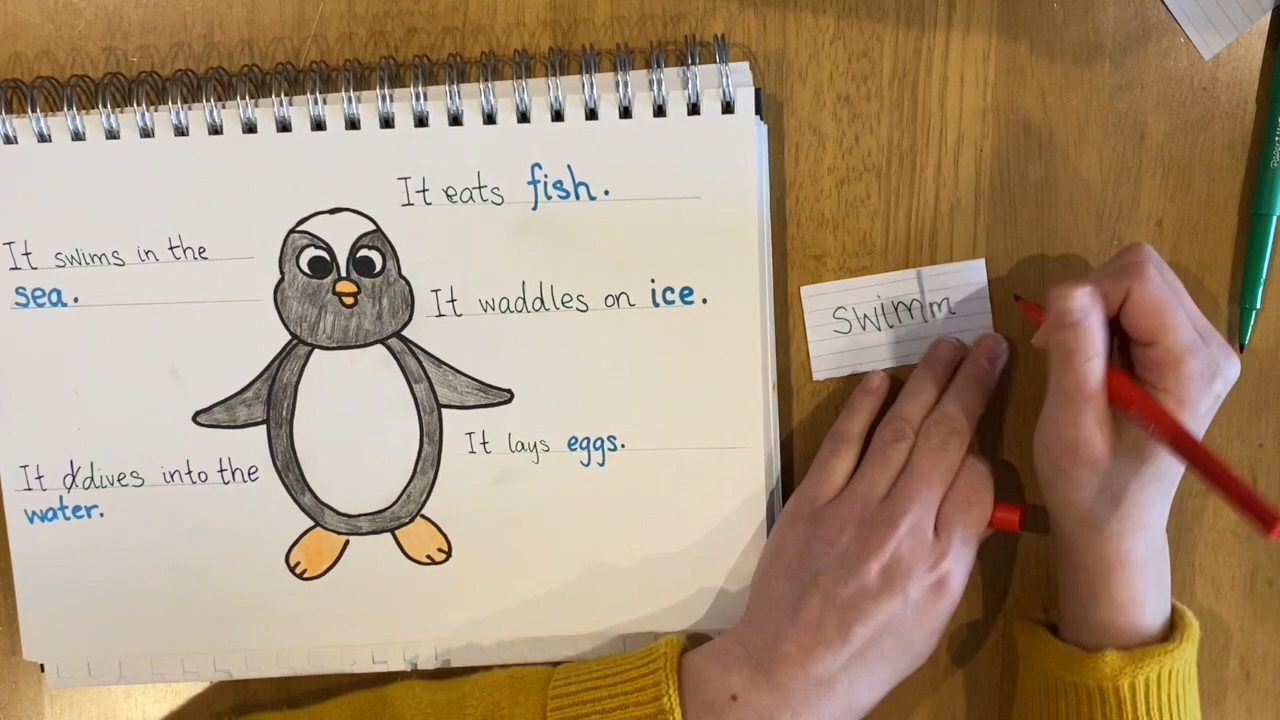 It eats fish.
It swims in the
sea.
It waddles on ice.
It lays eggs.
It dives into the
water.
swimm